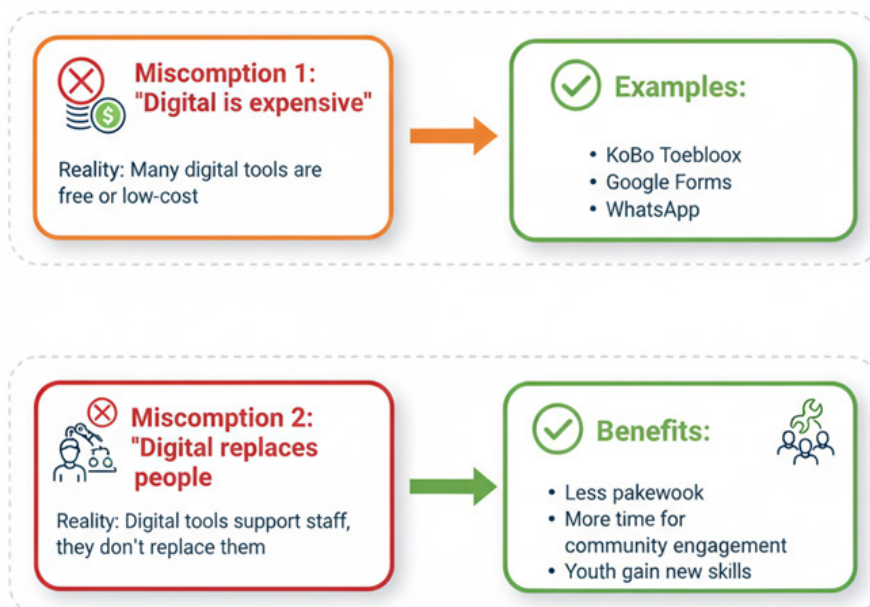 Miscomption 1:
"Digital is expensive"
Reality: Many digital tools are
free or low-cost
$
Examples:
• KoBo Toebloox
• Google Forms
• WhatsApp
Miscomption 2:
"Digital replaces
people
Reality: Digital tools support staff,
they don't replace them
Benefits:
• Less pakewook
• More time for
community engagement
• Youth gain new skills